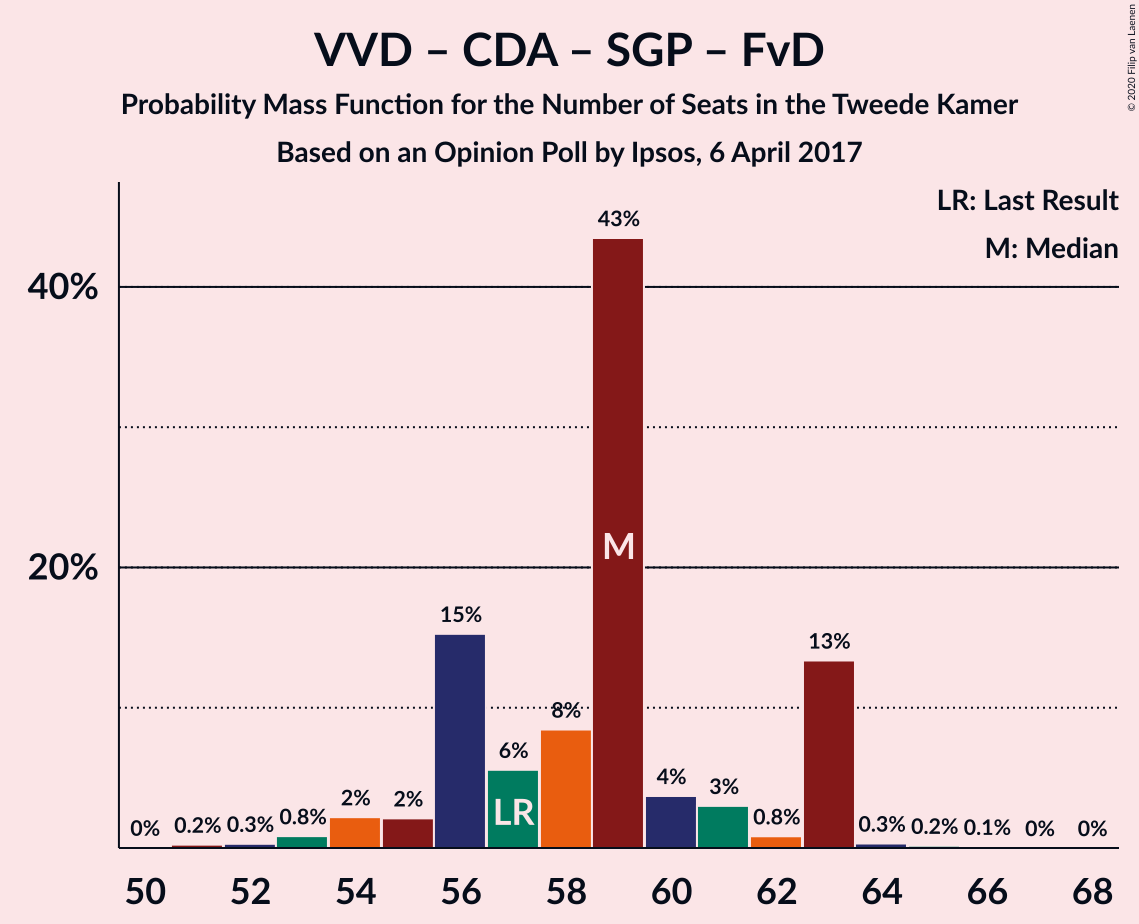 VVD – CDA – SGP – FvD
Probability Mass Function for the Number of Seats in the Tweede Kamer
Based on an Opinion Poll by Ipsos, 6 April 2017
© 2020 Filip van Laenen
LR: Last Result
M: Median
40%
20%
0%
0.2%
0.3%
0.8%
2%
2%
15%
6%
8%
43%
4%
3%
0.8%
13%
0.3%
0.2%
0.1%
0%
0%
LR
M
50 52 54 56 58 60 62 64 66 68